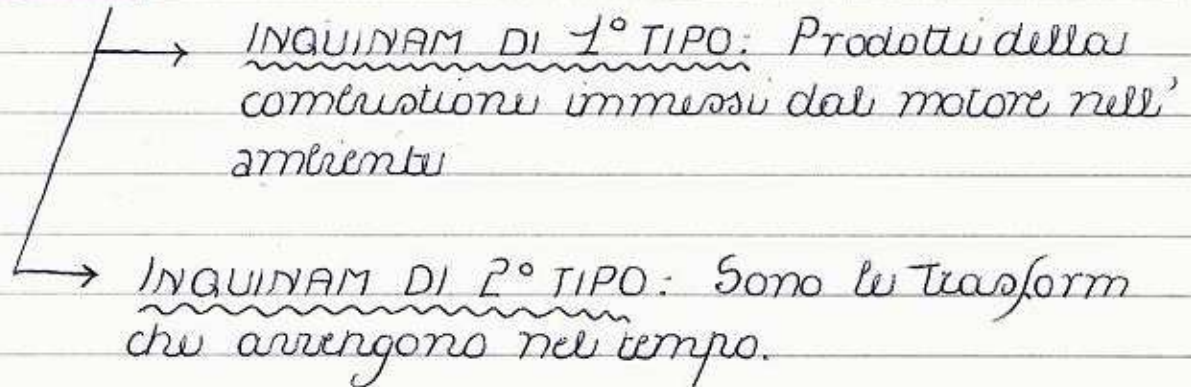 INQUINAM DI 1° TIPO: Prodotti della
combustione immessi dal motore nell'
ambiente
INQUINAM DI 2° TIPO: Sono le Trasform
che avvengono nel tempo.